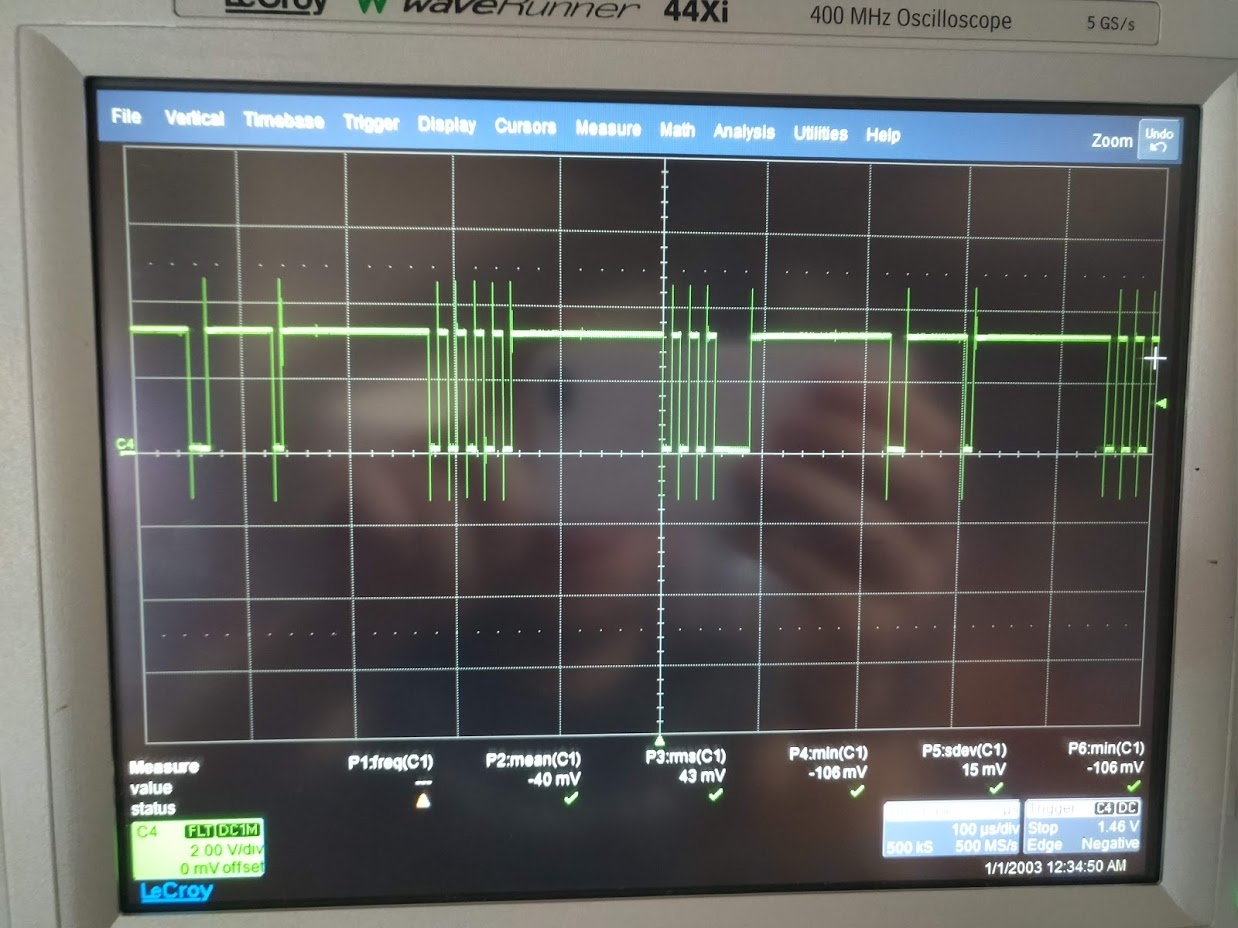 LeCroy waveRunner 44Xi 400 MHz Oscilloscope 5 GS/s
File Vertical Timebase Trigger Display Cursors Measure Math Analysis Utilities Help Zoom Undo
C4
Measure P1:freq(C1) P2:mean(C1) P3:rms(C1) P4:min(C1) P5:sdev(C1) P6:min(C1)
value --- -40 mV 43 mV -106 mV 15 mV -106 mV
status
C4 FLT DC1M
2.00 V/div
0 mV offset
100 µs/div
500 kS 500 MS/s
Trigger C4 DC
Stop 1.46 V
Edge Negative
LeCroy
1/1/2003 12:34:50 AM